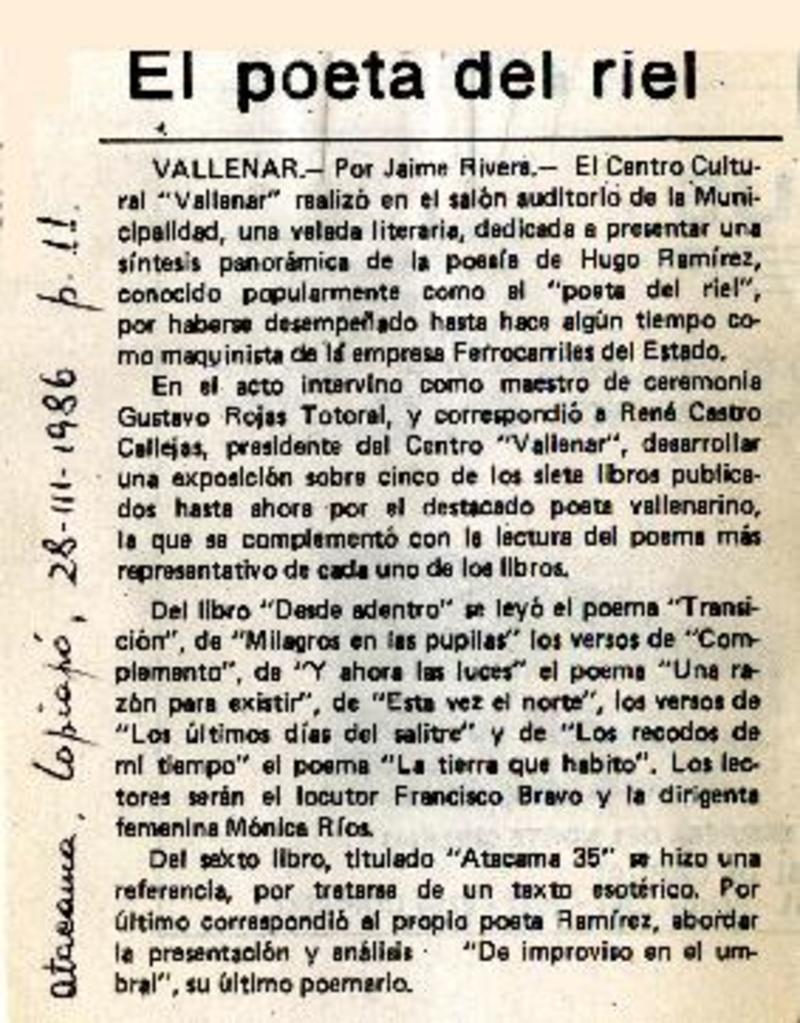 El poeta del riel
VALLENAR.— Por Jaime Rivera.— El Centro Cultu-
ral "Vallenar" realizó en el salón auditorio de la Muni-
cipalidad, una velada literaria, dedicada a presentar una
síntesis panorámica de la poesía de Hugo Ramírez,
conocido popularmente como el "poeta del riel",
por haberse desempeñado hasta hace algún tiempo co-
mo maquinista de la empresa Ferrocarriles del Estado.
En el acto intervino como maestro de ceremonia
Gustavo Rojas Totoral, y correspondió a René Castro
Callejas, presidente del Centro "Vallenar", desarrollar
una exposición sobre cinco de los siete libros publica-
dos hasta ahora por el destacado poeta vallenarino,
la que se complementó con la lectura del poema más
representativo de cada uno de los libros.
Del libro "Desde adentro" se leyó el poema "Transi-
ción", de "Milagros en las pupilas" los versos de "Com-
plemento", de "Y ahora las luces" el poema "Una ra-
zón para existir", de "Esta vez el norte", los versos de
"Los últimos días del salitre" y de "Los recodos de
mi tiempo" el poema "La tierra que habito". Los lec-
tores serán el locutor Francisco Bravo y la dirigenta
femenina Mónica Ríos.
Del sexto libro, titulado "Atacama 35" se hizo una
referencia, por tratarse de un texto esotérico. Por
último correspondió al propio poeta Ramírez, abordar
la presentación y análisis "De improviso en el um-
bral", su último poemario.
Atacama, Copiapó, 28-III-1986 p. 11.